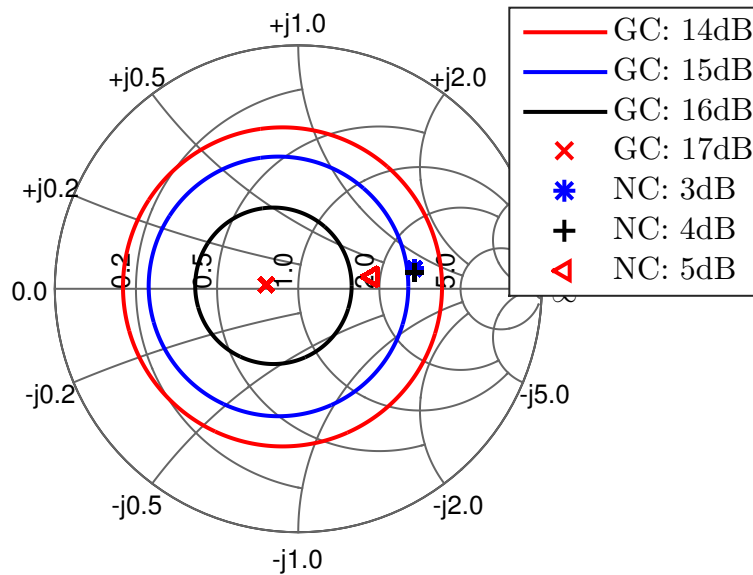 +j1.0
+j0.5
+j2.0
+j0.2
0.0
0.2
0.5
1.0
2.0
5.0
∞
-j0.2
-j5.0
-j0.5
-j2.0
-j1.0
GC: 14dB
GC: 15dB
GC: 16dB
GC: 17dB
NC: 3dB
NC: 4dB
NC: 5dB